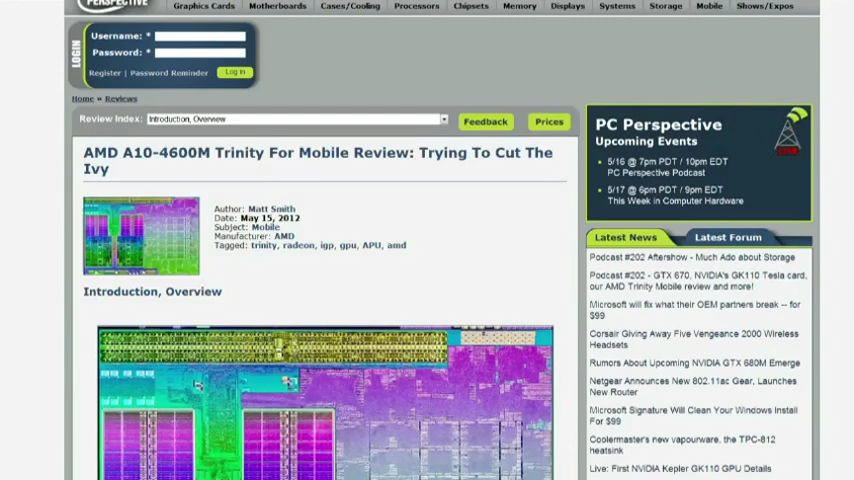 PERSPECTIVE
Graphics Cards Motherboards Cases/Cooling Processors Chipsets Memory Displays Systems Storage Mobile Shows/Expos
LOGIN
Username: *
Password: *
Register | Password Reminder Log in
Home » Reviews
Review Index: Introduction, Overview Feedback Prices
AMD A10-4600M Trinity For Mobile Review: Trying To Cut The
Ivy
Author: Matt Smith
Date: May 15, 2012
Subject: Mobile
Manufacturer: AMD
Tagged: trinity, radeon, igp, gpu, APU, amd
Introduction, Overview
PC Perspective
Upcoming Events
5/16 @ 7pm PDT / 10pm EDT
PC Perspective Podcast
5/17 @ 6pm PDT / 9pm EDT
This Week in Computer Hardware
Latest News Latest Forum
Podcast #202 Aftershow - Much Ado about Storage
Podcast #202 - GTX 670, NVIDIA's GK110 Tesla card,
our AMD Trinity Mobile review and more!
Microsoft will fix what their OEM partners break -- for
$99
Corsair Giving Away Five Vengeance 2000 Wireless
Headsets
Rumors About Upcoming NVIDIA GTX 680M Emerge
Netgear Announces New 802.11ac Gear, Launches
New Router
Microsoft Signature Will Clean Your Windows Install
For $99
Coolermaster's new vapourware, the TPC-812
heatsink
Live: First NVIDIA Kepler GK110 GPU Details